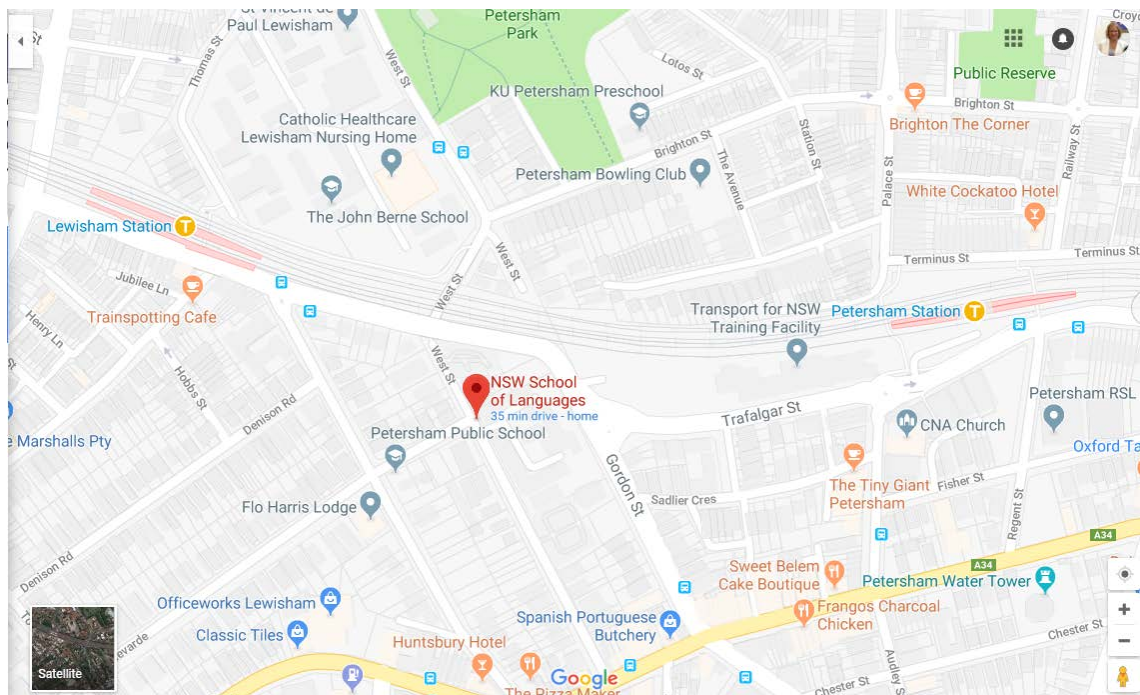 St Vincent de
Paul Lewisham
Petersham
Park
Croyd
St
Thomas St
West St
Lotos St
Public Reserve
KU Petersham Preschool
Brighton St
Brighton The Corner
Catholic Healthcare
Lewisham Nursing Home
Station St
Railway St
Brighton St
Petersham Bowling Club
The Avenue
Palace St
White Cockatoo Hotel
The John Berne School
Lewisham Station
T
West St
Terminus St
Terminus St
Jubilee Ln
West St
Transport for NSW
Training Facility
Petersham Station
T
Trainspotting Cafe
Henry Ln
West St
Hobbs St
NSW School
of Languages
35 min drive - home
Denison Rd
Petersham RSL
Trafalgar St
CNA Church
e Marshalls Pty
Petersham Public School
Oxford Ta
Gordon St
The Tiny Giant
Petersham
Fisher St
Sadlier Cres
Flo Harris Lodge
Regent St
A34
Denison Rd
Sweet Belem
Cake Boutique
A34
Petersham Water Tower
Officeworks Lewisham
Spanish Portuguese
Butchery
Frangos Charcoal
Chicken
Classic Tiles
Chester St
evarde
Huntsbury Hotel
Audley S
Satellite
Google
Chester St
The Pizza Maker